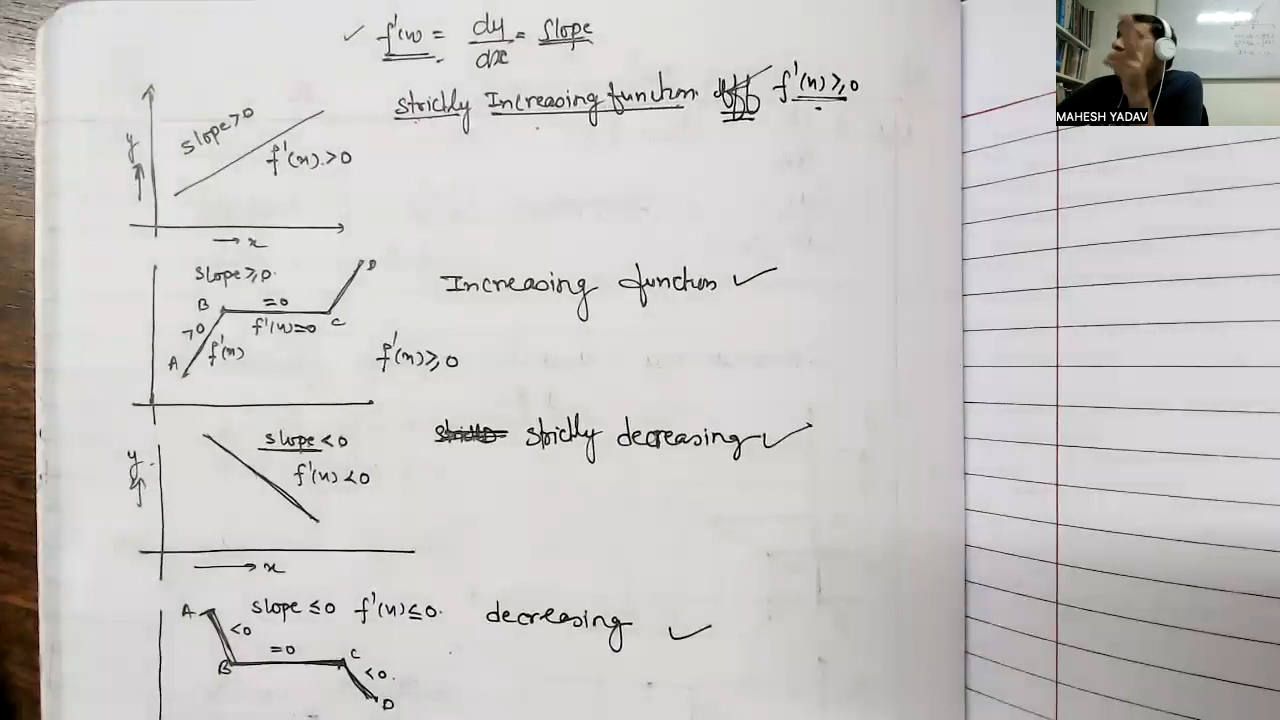 ✓ f'(x) = dy/dx = slope
strictly Increasing function f'(x) ≥ 0
slope > 0
f'(x) > 0
y
→ x
slope ≥ 0
B = 0 D
f'(x) = 0 C
> 0
A f'(x)
Increasing function ✓
f'(x) ≥ 0
y
slope < 0
f'(x) < 0
strictly decreasing ✓
→ x
A slope ≤ 0 f'(x) ≤ 0. decreasing ✓
< 0
= 0 C
B < 0.
D
MAHESH YADAV